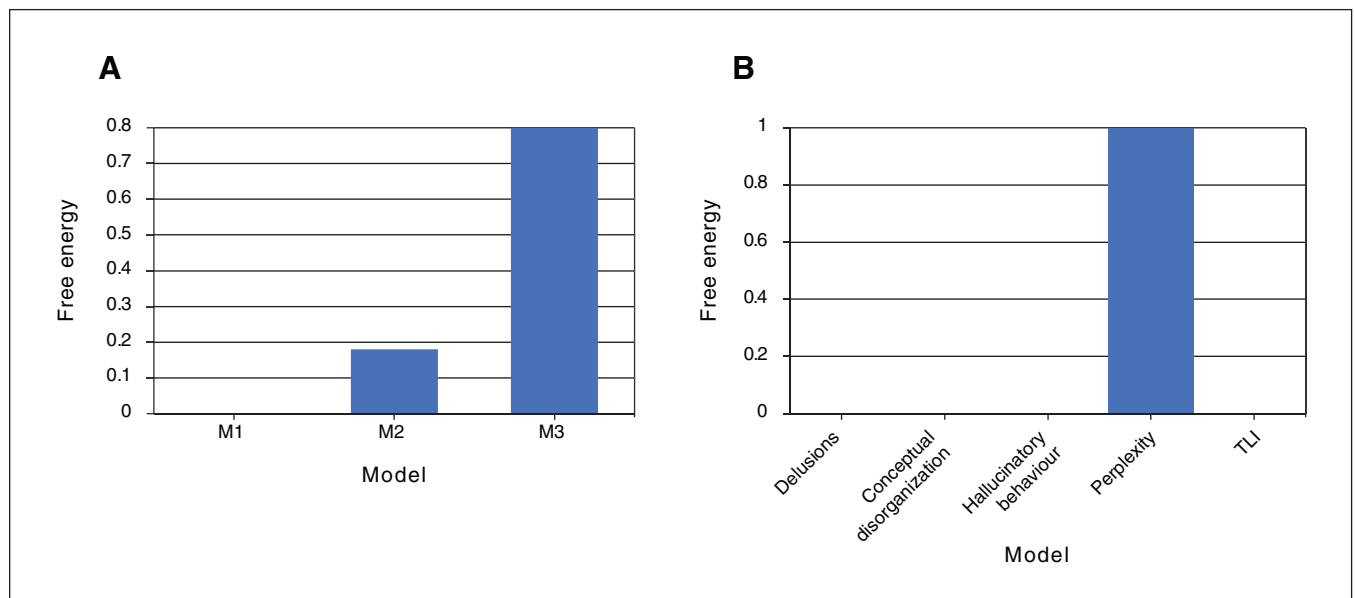 A
Free energy
0.8
0.7
0.6
0.5
0.4
0.3
0.2
0.1
0
M1 M2 M3
Model
B
Free energy
1
0.8
0.6
0.4
0.2
0
Delusions
Conceptual
disorganization
Hallucinatory
behaviour
Perplexity
TLI
Model